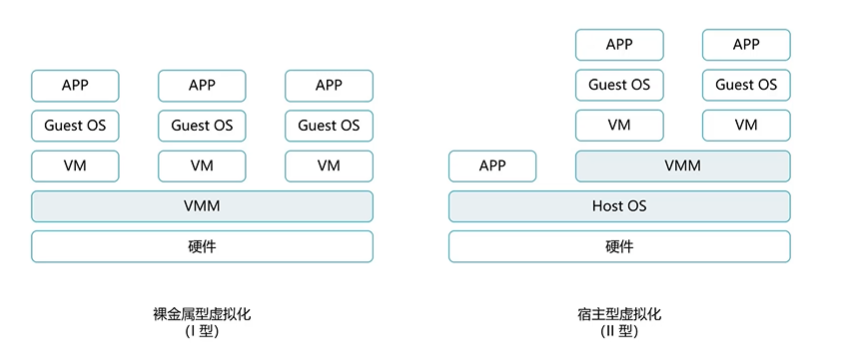 APP
APP
APP
Guest OS
Guest OS
Guest OS
VM
VM
VM
VMM
硬件
裸金属型虚拟化
(I 型)
APP
APP
Guest OS
Guest OS
VM
VM
APP
VMM
Host OS
硬件
宿主型虚拟化
(II 型)